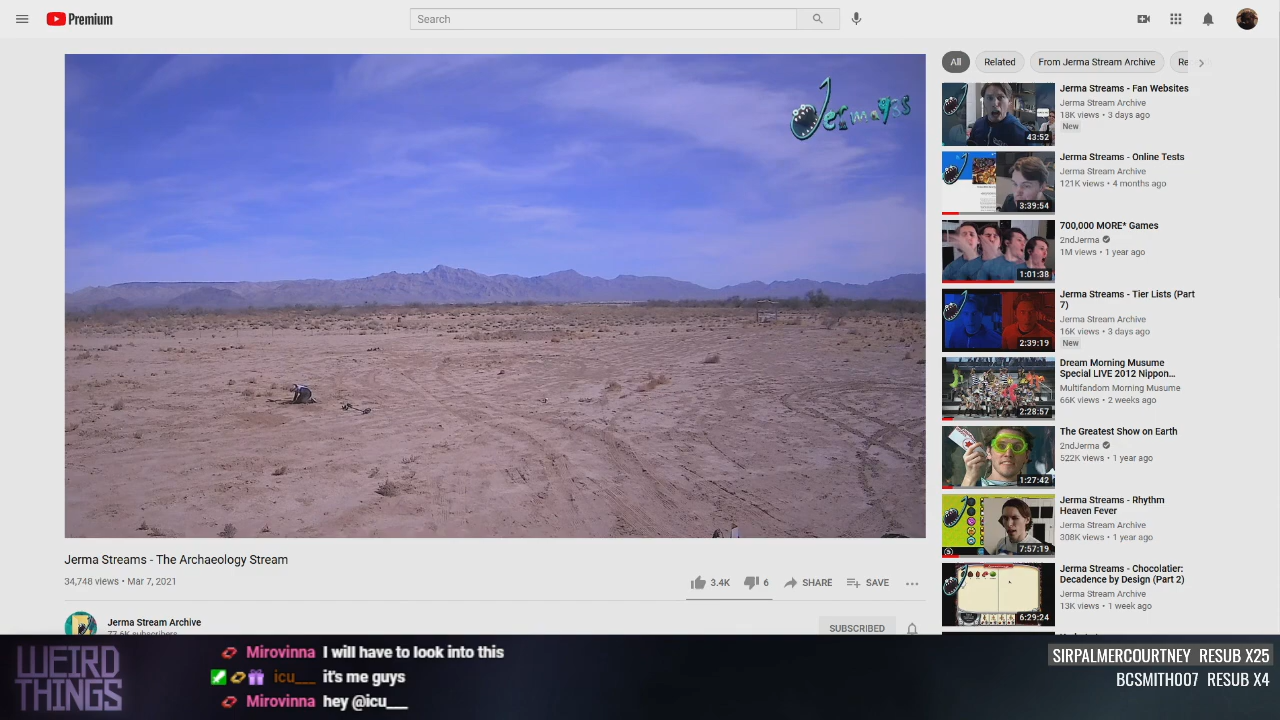 Premium
Search
Jerma985
Jerma Streams - The Archaeology Stream
34,748 views • Mar 7, 2021
3.4K
6
SHARE
SAVE
Jerma Stream Archive
77.6K subscribers
SUBSCRIBED
All
Related
From Jerma Stream Archive
Re
Jerma Streams - Fan Websites
Jerma Stream Archive
18K views • 3 days ago
New
43:52
Jerma Streams - Online Tests
Jerma Stream Archive
121K views • 4 months ago
3:39:54
700,000 MORE* Games
2ndJerma
1M views • 1 year ago
1:01:38
Jerma Streams - Tier Lists (Part
7)
Jerma Stream Archive
16K views • 3 days ago
New
2:39:19
Dream Morning Musume
Special LIVE 2012 Nippon...
Multifandom Morning Musume
66K views • 2 weeks ago
2:28:57
The Greatest Show on Earth
2ndJerma
522K views • 1 year ago
1:27:42
Jerma Streams - Rhythm
Heaven Fever
Jerma Stream Archive
308K views • 1 year ago
7:57:19
Jerma Streams - Chocolatier:
Decadence by Design (Part 2)
Jerma Stream Archive
13K views • 1 week ago
6:29:24
WEIRD
THINGS
Mirovinna I will have to look into this
icu___ it's me guys
Mirovinna hey @icu___
SIRPALMERCOURTNEY RESUB X25
BCSMITH007 RESUB X4